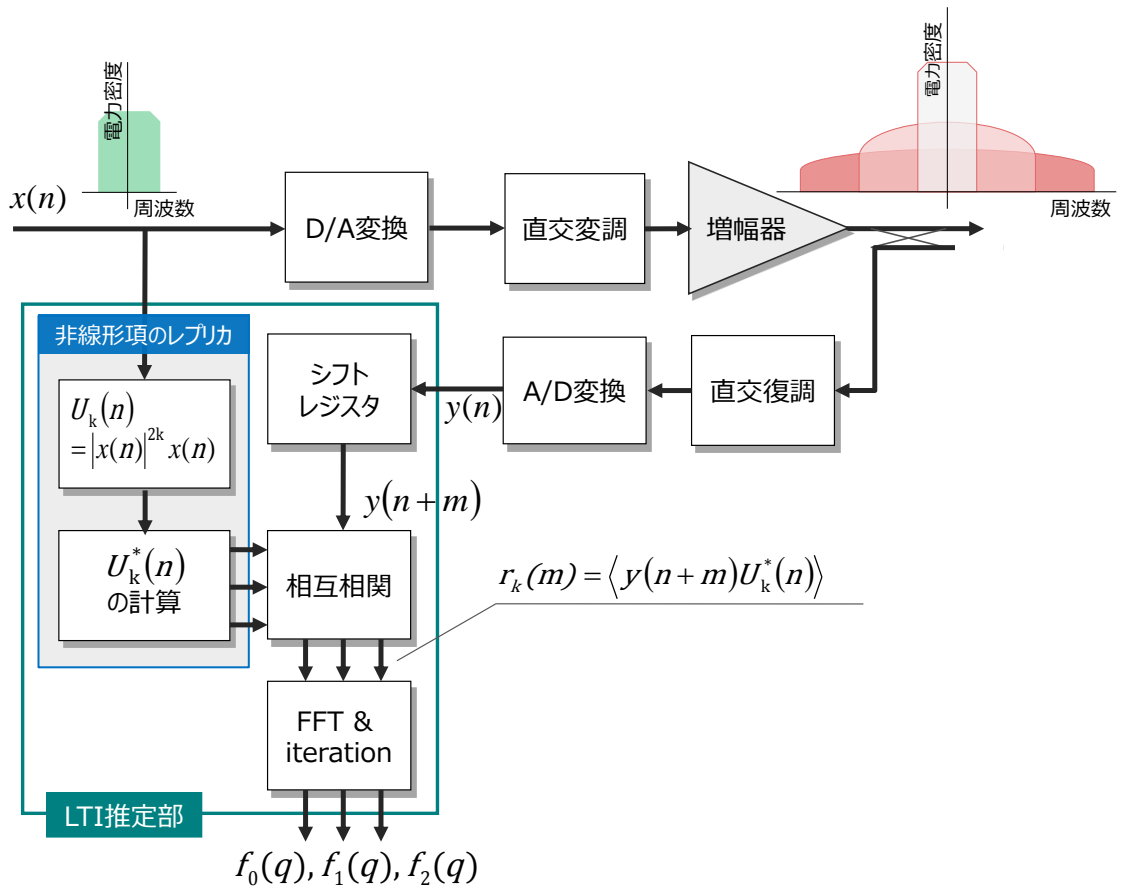 電力密度
周波数
電力密度
周波数
x(n)
D/A変換
直交変調
増幅器
非線形項のレプリカ
U_k(n)
=|x(n)|^{2k} x(n)
シフト
レジスタ
y(n)
A/D変換
直交復調
y(n+m)
U_k^*(n)
の計算
相互相関
r_k(m) = ⟨y(n+m)U_k^*(n)⟩
FFT &
iteration
LTI推定部
f_0(q), f_1(q), f_2(q)